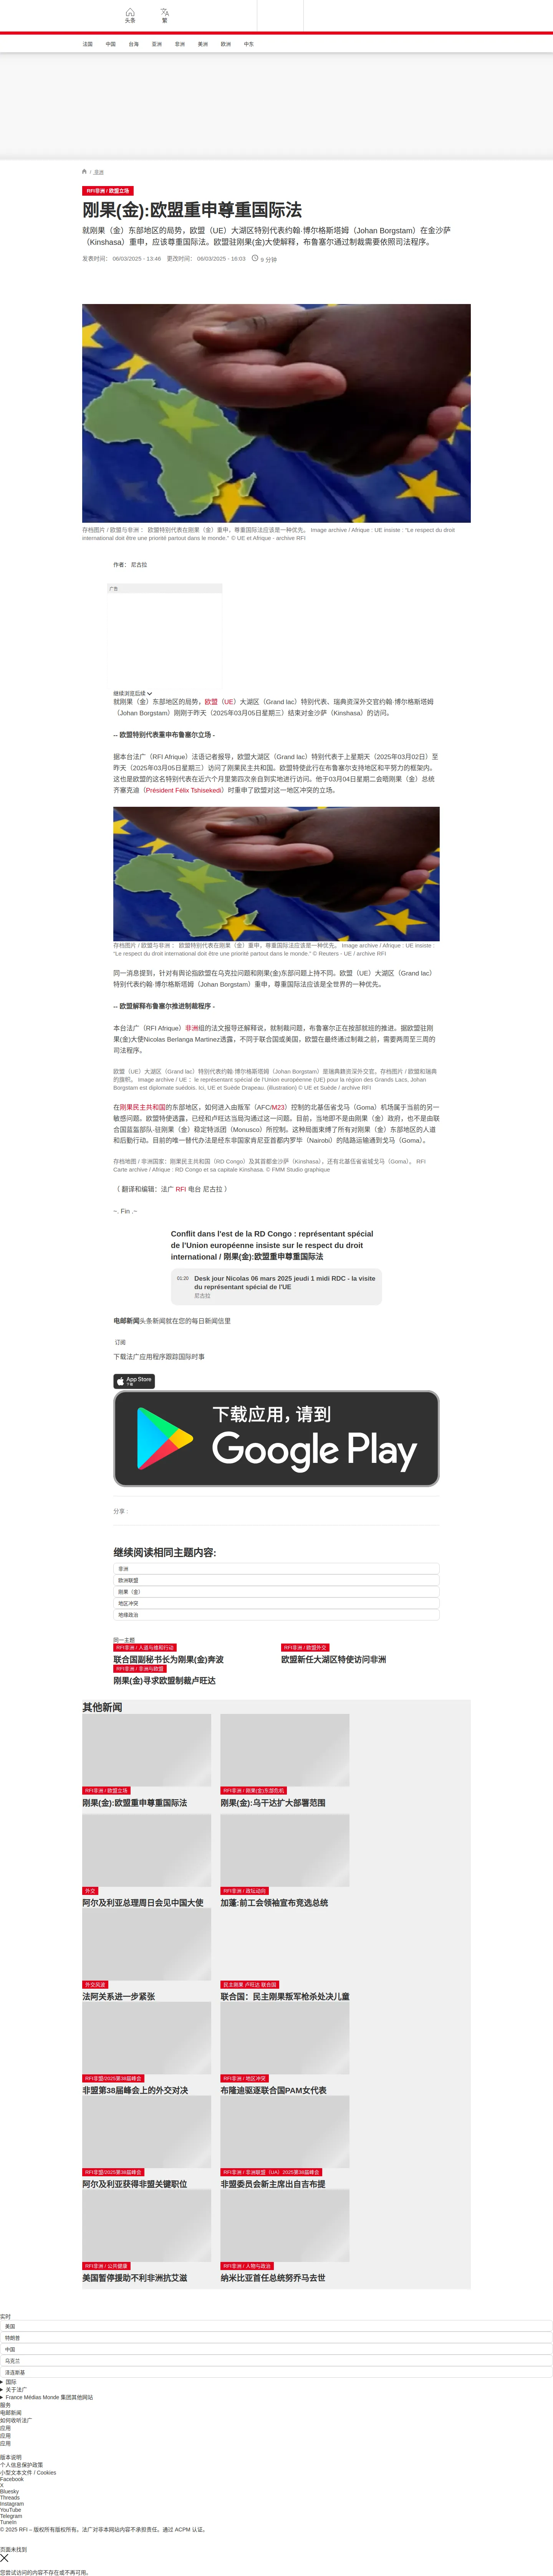 头条
繁
法国 中国 台海 亚洲 非洲 美洲 欧洲 中东
/ 非洲
RFI非洲 / 欧盟立场
刚果(金):欧盟重申尊重国际法
就刚果（金）东部地区的局势，欧盟（UE）大湖区特别代表约翰·博尔格斯塔姆（Johan Borgstam）在金沙萨
（Kinshasa）重申，应该尊重国际法。欧盟驻刚果(金)大使解释，布鲁塞尔通过制裁需要依照司法程序。
发表时间： 06/03/2025 - 13:46 更改时间： 06/03/2025 - 16:03 9 分钟
存档图片 / 欧盟与非洲： 欧盟特别代表在刚果（金）重申，尊重国际法应该是一种优先。 Image archive / Afrique : UE insiste : “Le respect du droit
international doit être une priorité partout dans le monde.” © UE et Afrique - archive RFI
作者： 尼古拉
广告
继续浏览后续
就刚果（金）东部地区的局势，欧盟（UE）大湖区（Grand lac）特别代表、瑞典资深外交官约翰·博尔格斯塔姆
（Johan Borgstam）刚刚于昨天（2025年03月05日星期三）结束对金沙萨（Kinshasa）的访问。
-- 欧盟特别代表重申布鲁塞尔立场 -
据本台法广（RFI Afrique）法语记者报导，欧盟大湖区（Grand lac）特别代表于上星期天（2025年03月02日）至
昨天（2025年03月05日星期三）访问了刚果民主共和国。欧盟特使此行在布鲁塞尔支持地区和平努力的框架内。
这也是欧盟的这名特别代表在近六个月里第四次亲自到实地进行访问。他于03月04日星期二会晤刚果（金）总统
齐塞克迪（Président Félix Tshisekedi）时重申了欧盟对这一地区冲突的立场。
存档图片 / 欧盟与非洲： 欧盟特别代表在刚果（金）重申，尊重国际法应该是一种优先。 Image archive / Afrique : UE insiste :
“Le respect du droit international doit être une priorité partout dans le monde.” © Reuters - UE / archive RFI
同一消息提到，针对有舆论指欧盟在乌克拉问题和刚果(金)东部问题上持不同。欧盟（UE）大湖区（Grand lac）
特别代表约翰·博尔格斯塔姆（Johan Borgstam）重申，尊重国际法应该是全世界的一种优先。
-- 欧盟解释布鲁塞尔推进制裁程序 -
本台法广（RFI Afrique）非洲组的法文报导还解释说，就制裁问题，布鲁塞尔正在按部就班的推进。据欧盟驻刚
果(金)大使Nicolas Berlanga Martinez透露，不同于联合国或美国，欧盟在最终通过制裁之前，需要两周至三周的
司法程序。
欧盟（UE）大湖区（Grand lac）特别代表约翰·博尔格斯塔姆（Johan Borgstam）是瑞典籍资深外交官。存档图片 / 欧盟和瑞典
的旗帜。 Image archive / UE：le représentant spécial de l’Union européenne (UE) pour la région des Grands Lacs, Johan
Borgstam est diplomate suédois. Ici, UE et Suède Drapeau. (illustration) © UE et Suède / archive RFI
在刚果民主共和国的东部地区，如何进入由叛军（AFC/M23）控制的北基伍省戈马（Goma）机场属于当前的另一
敏感问题。欧盟特使透露，已经和卢旺达当局沟通过这一问题。目前，当地即不是由刚果（金）政府，也不是由联
合国蓝盔部队-驻刚果（金）稳定特派团（Monusco）所控制。这种局面束缚了所有对刚果（金）东部地区的人道
和后勤行动。目前的唯一替代办法是经东非国家肯尼亚首都内罗毕（Nairobi）的陆路运输通到戈马（Goma）。
存档地图 / 非洲国家：刚果民主共和国（RD Congo）及其首都金沙萨（Kinshasa）。还有北基伍省省城戈马（Goma）。 RFI
Carte archive / Afrique : RD Congo et sa capitale Kinshasa. © FMM Studio graphique
（ 翻译和编辑：法广 RFI 电台 尼古拉 ）
~. Fin .~
Conflit dans l'est de la RD Congo : représentant spécial
de l’Union européenne insiste sur le respect du droit
international / 刚果(金):欧盟重申尊重国际法
01:20
Desk jour Nicolas 06 mars 2025 jeudi 1 midi RDC - la visite
du représentant spécial de l'UE
尼古拉
电邮新闻头条新闻就在您的每日新闻信里
订阅
下载法广应用程序跟踪国际时事
App Store
下载
下载应用，请到
Google Play
分享 :
继续阅读相同主题内容:
非洲
欧洲联盟
刚果（金）
地区冲突
地缘政治
同一主题
RFI非洲 / 人道与维和行动
联合国副秘书长为刚果(金)奔波
RFI非洲 / 欧盟外交
欧盟新任大湖区特使访问非洲
RFI非洲 / 非洲与欧盟
刚果(金)寻求欧盟制裁卢旺达
其他新闻
RFI非洲 / 欧盟立场
刚果(金):欧盟重申尊重国际法
RFI非洲 / 刚果(金)东部危机
刚果(金):乌干达扩大部署范围
外交
阿尔及利亚总理周日会见中国大使
RFI非洲 / 政坛动向
加蓬:前工会领袖宣布竞选总统
外交风波
法阿关系进一步紧张
民主刚果 卢旺达 联合国
联合国：民主刚果叛军枪杀处决儿童
RFI非盟/2025第38届峰会
非盟第38届峰会上的外交对决
RFI非洲 / 地区冲突
布隆迪驱逐联合国PAM女代表
RFI非盟/2025第38届峰会
阿尔及利亚获得非盟关键职位
RFI非洲 / 非洲联盟（UA）2025第38届峰会
非盟委员会新主席出自吉布提
RFI非洲 / 公共健康
美国暂停援助不利非洲抗艾滋
RFI非洲 / 人物与政治
纳米比亚首任总统努乔马去世
实时
美国
特朗普
中国
乌克兰
泽连斯基
国际
关于法广
France Médias Monde 集团其他网站
服务
电邮新闻
如何收听法广
应用
应用
应用
版本说明
个人信息保护政策
小型文本文件 / Cookies
Facebook
X
Bluesky
Threads
Instagram
YouTube
Telegram
TuneIn
© 2025 RFI – 版权所有版权所有。法广对非本网站内容不承担责任。通过 ACPM 认证。
页面未找到
您尝试访问的内容不存在或不再可用。